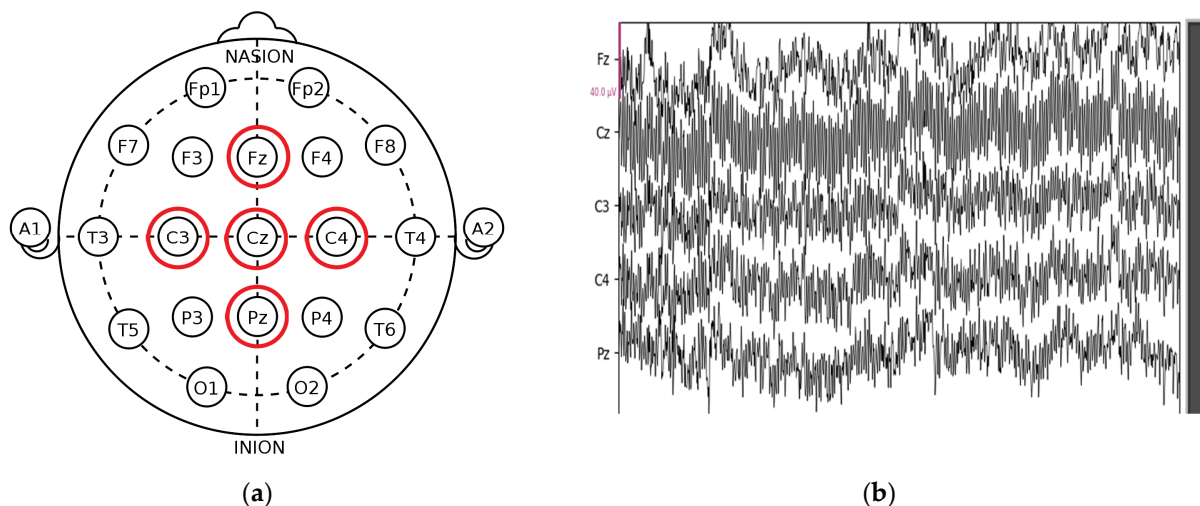 NASION
Fp1 Fp2
F7 F3 Fz F4 F8
A1 T3 C3 Cz C4 T4 A2
T5 P3 Pz P4 T6
O1 O2
INION
(a)
Fz
40.0 µV
Cz
C3
C4
Pz
(b)